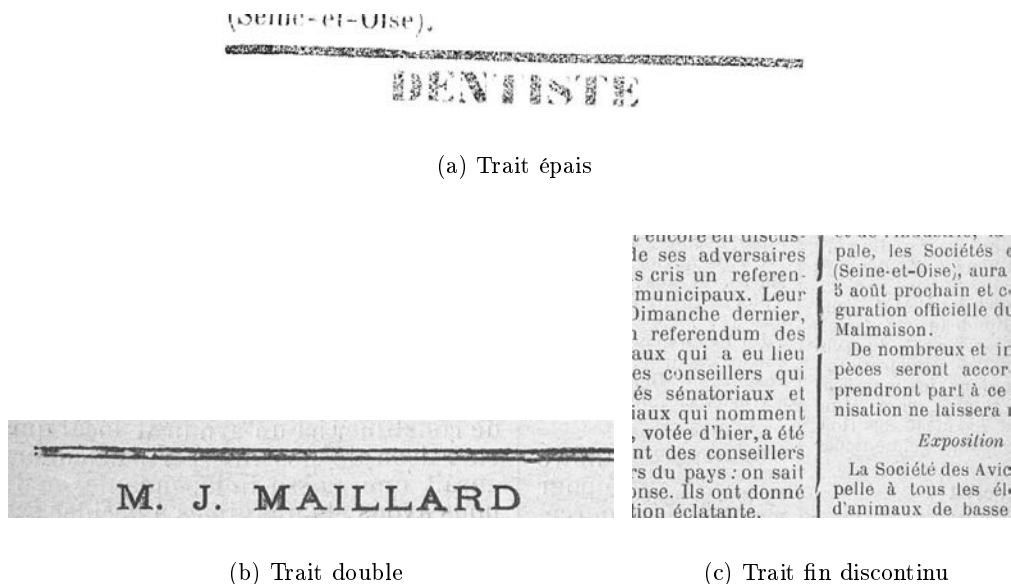 (Seine-et-Oise).
DENTISTE
(a) Trait épais
M. J. MAILLARD
(b) Trait double
t encore en discus-
de ses adversaires
s cris un referen-
municipaux. Leur
Dimanche dernier,
referendum des
aux qui a eu lieu
es conseillers qui
és sénatoriaux et
iaux qui nomment
, votée d'hier, a été
nt des conseillers
rs du pays : on sait
onse. Ils ont donné
tion éclatante.
pale, les Sociétés e
(Seine-et-Oise), aura
5 août prochain et c
guration officielle du
Malmaison.
De nombreux et in
pèces seront accor-
prendront part à ce
nisation ne laissera
Exposition
La Société des Avic
pelle à tous les él
d'animaux de basse
(c) Trait fin discontinu